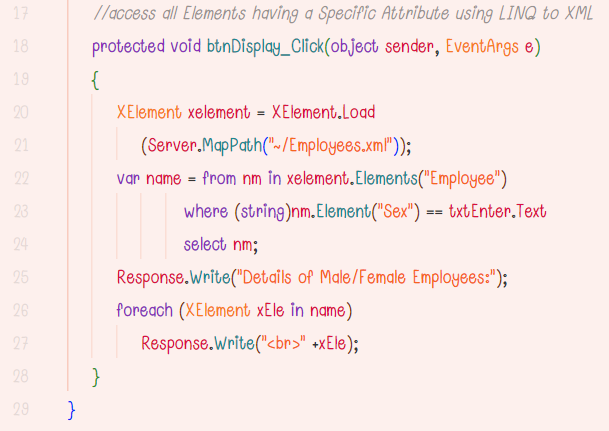 17 //access all Elements having a Specific Attribute using LINQ to XML
18 protected void btnDisplay_Click(object sender, EventArgs e)
19 {
20 XElement xelement = XElement.Load
21 (Server.MapPath("~/Employees.xml"));
22 var name = from nm in xelement.Elements("Employee")
23 where (string)nm.Element("Sex") == txtEnter.Text
24 select nm;
25 Response.Write("Details of Male/Female Employees:");
26 foreach (XElement xEle in name)
27 Response.Write("<br>" +xEle);
28 }
29 }